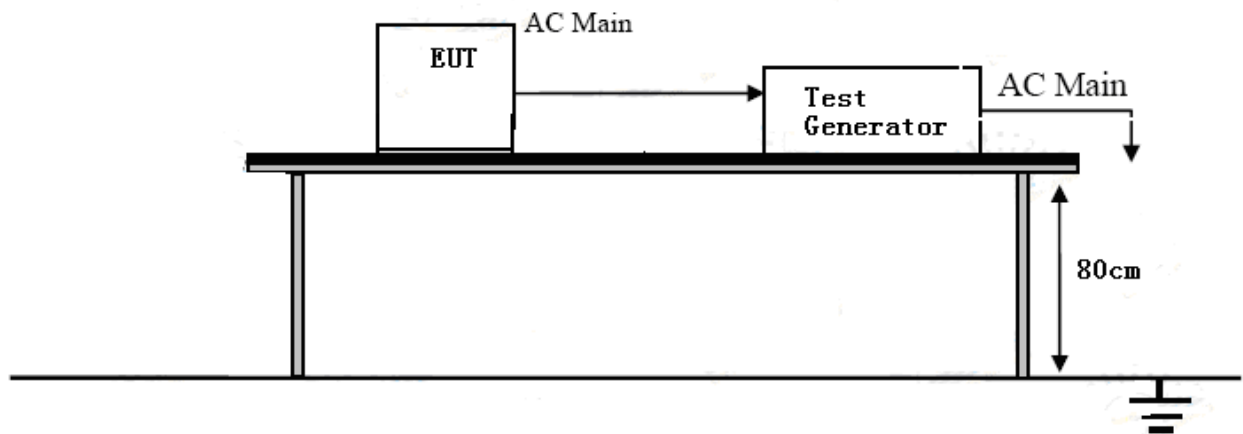 AC Main
EUT
Test
Generator
AC Main
80cm